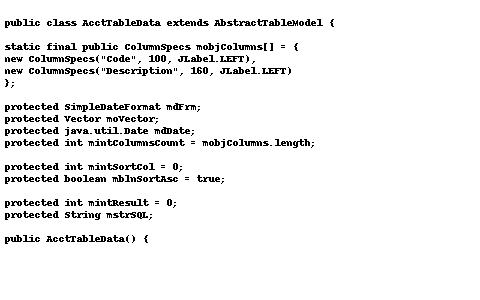 public class AcctTableData extends AbstractTableModel {
static final public ColumnSpecs mobjColumns[] = {
new ColumnSpecs("Code", 100, JLabel.LEFT),
new ColumnSpecs("Description", 160, JLabel.LEFT)
};
protected SimpleDateFormat mdFrm;
protected Vector moVector;
protected java.util.Date mdDate;
protected int mintColumnsCount = mobjColumns.length;
protected int mintSortCol = 0;
protected boolean mblnSortAsc = true;
protected int mintResult = 0;
protected String mstrSQL;
public AcctTableData() {